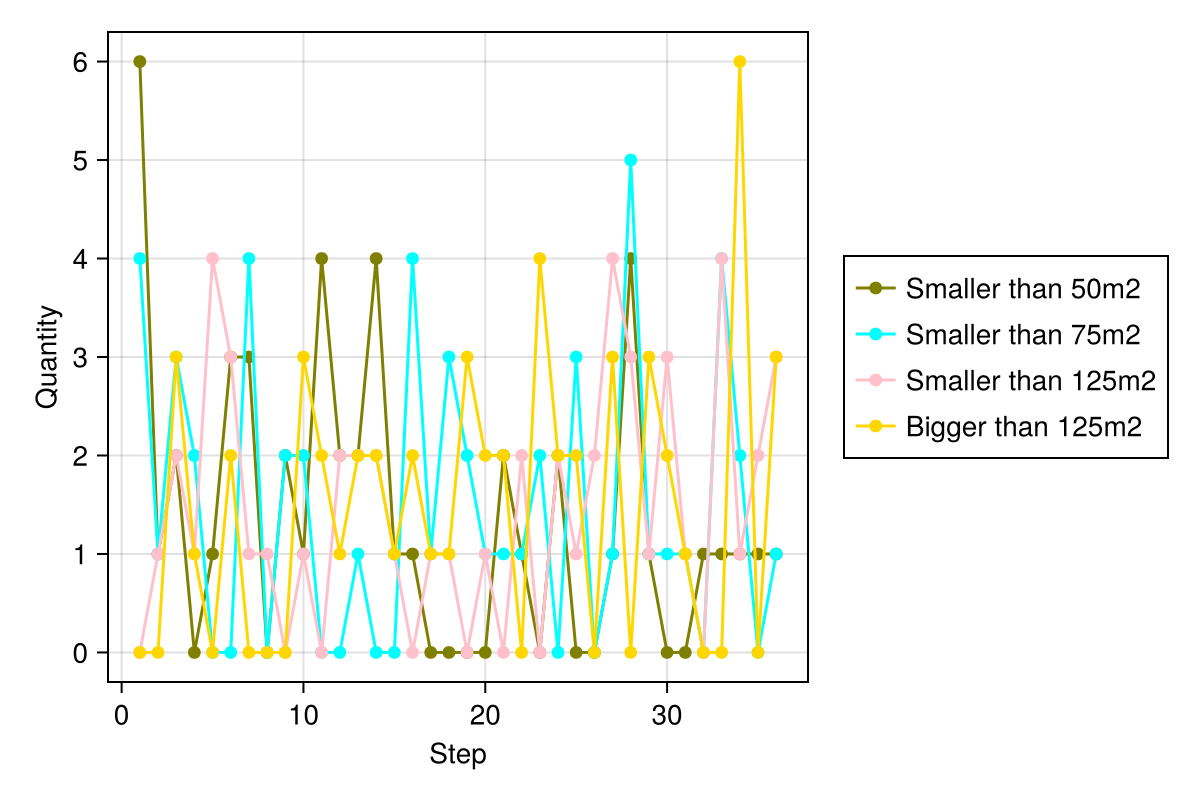 6
5
4
3
2
1
0
Quantity
0 10 20 30
Step
Smaller than 50m2
Smaller than 75m2
Smaller than 125m2
Bigger than 125m2